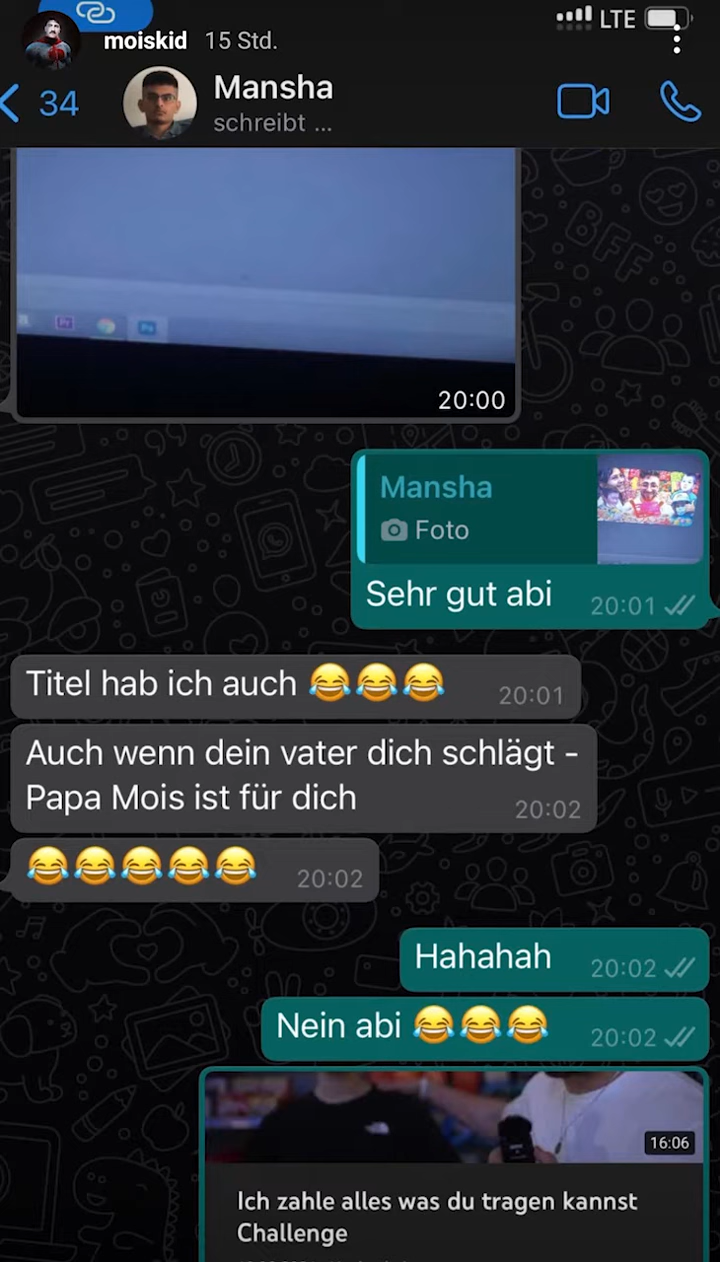 moiskid 15 Std.
LTE
34
Mansha
schreibt ...
Pr
Ps
20:00
Mansha
Foto
Sehr gut abi 20:01
Titel hab ich auch 😂😂😂 20:01
Auch wenn dein vater dich schlägt -
Papa Mois ist für dich 20:02
😂😂😂😂😂 20:02
Hahahah 20:02
Nein abi 😂😂😂 20:02
16:06
Ich zahle alles was du tragen kannst
Challenge